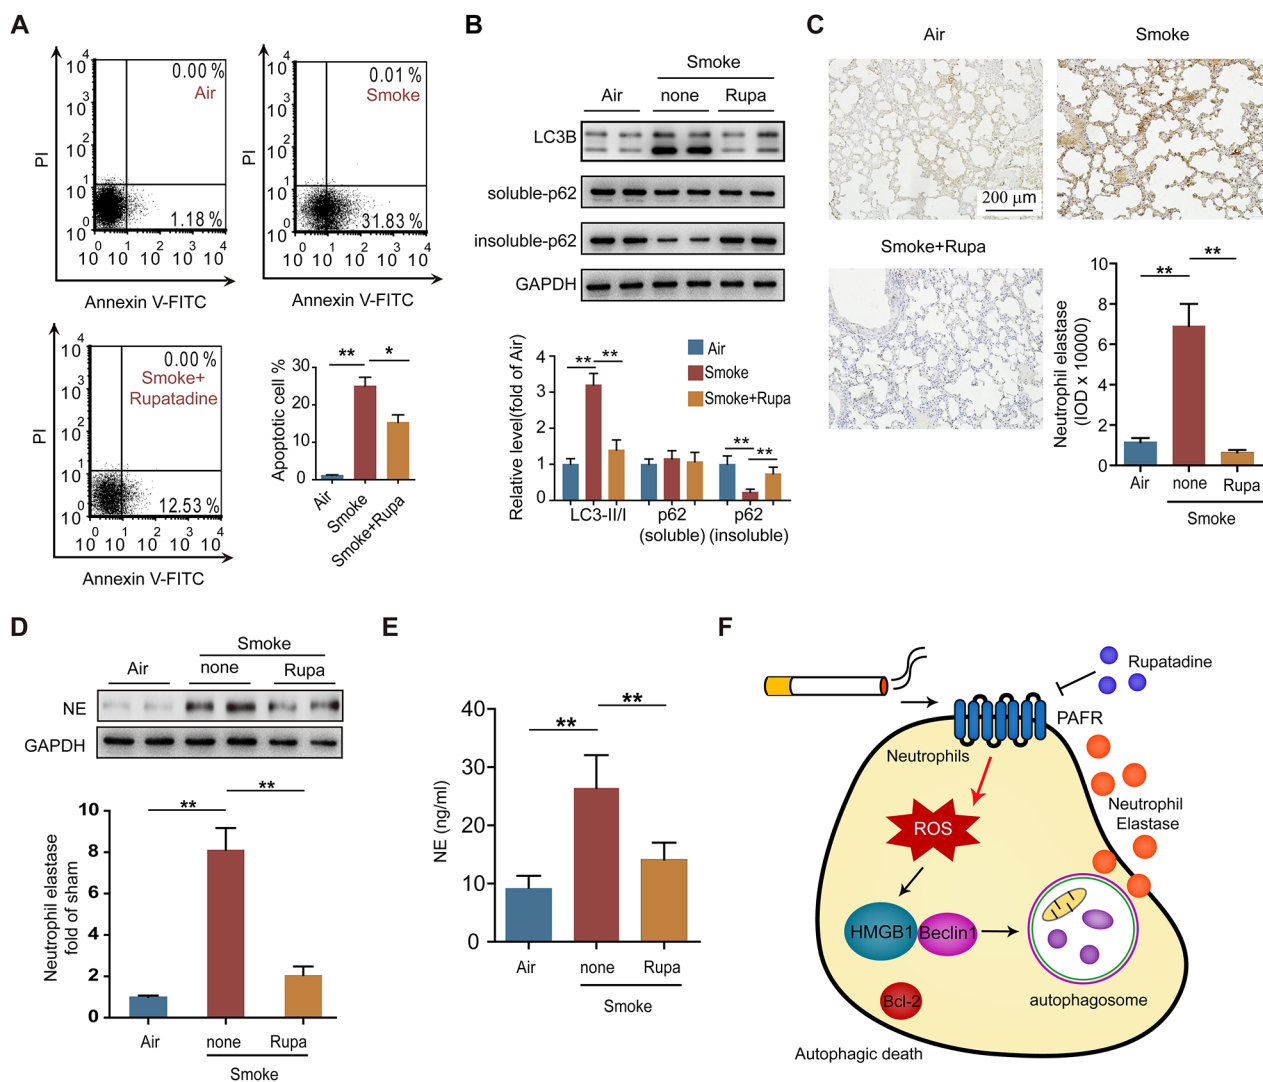 A
0.00 %
Air
1.18 %
PI
10 4
10 3
10 2
10 1
10 0
10 0 10 1 10 2 10 3 10 4
Annexin V-FITC
0.01 %
Smoke
31.83 %
PI
10 4
10 3
10 2
10 1
10 0
10 0 10 1 10 2 10 3 10 4
Annexin V-FITC
0.00 %
Smoke+
Rupatadine
12.53 %
PI
10 4
10 3
10 2
10 1
10 0
10 0 10 1 10 2 10 3 10 4
Annexin V-FITC
Apoptotic cell %
30
20
10
0
** *
Air
Smoke
Smoke+Rupa
B
Smoke
Air none Rupa
LC3B
soluble-p62
insoluble-p62
GAPDH
Relative level(fold of Air)
4
3
2
1
0
** **
** **
Air
Smoke
Smoke+Rupa
LC3-II/I p62 p62
(soluble) (insoluble)
C
Air Smoke
200 μm
Smoke+Rupa
Neutrophil elastase
(IOD x 10000)
10
8
6
4
2
0
** **
Air none Rupa
Smoke
D
Smoke
Air none Rupa
NE
GAPDH
Neutrophil elastase
fold of sham
10
8
6
4
2
0
** **
Air none Rupa
Smoke
E
NE (ng/ml)
40
30
20
10
0
** **
Air none Rupa
Smoke
F
Rupatadine
PAFR
Neutrophils
Neutrophil
Elastase
ROS
HMGB1 Beclin1
autophagosome
Bcl-2
Autophagic death